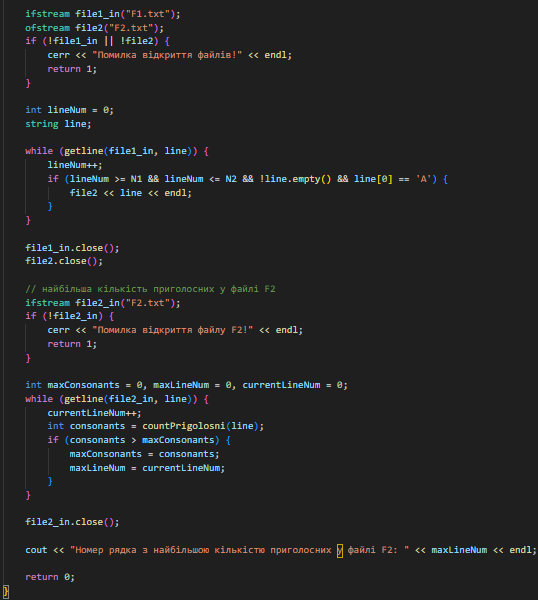 ifstream file1_in("F1.txt");
ofstream file2("F2.txt");
if (!file1_in || !file2) {
cerr << "Помилка відкриття файлів!" << endl;
return 1;
}
int lineNum = 0;
string line;
while (getline(file1_in, line)) {
lineNum++;
if (lineNum >= N1 && lineNum <= N2 && !line.empty() && line[0] == 'A') {
file2 << line << endl;
}
}
file1_in.close();
file2.close();
// найбільша кількість приголосних у файлі F2
ifstream file2_in("F2.txt");
if (!file2_in) {
cerr << "Помилка відкриття файлу F2!" << endl;
return 1;
}
int maxConsonants = 0, maxLineNum = 0, currentLineNum = 0;
while (getline(file2_in, line)) {
currentLineNum++;
int consonants = countPrigolosni(line);
if (consonants > maxConsonants) {
maxConsonants = consonants;
maxLineNum = currentLineNum;
}
}
file2_in.close();
cout << "Номер рядка з найбільшою кількістю приголосних у файлі F2: " << maxLineNum << endl;
return 0;
}